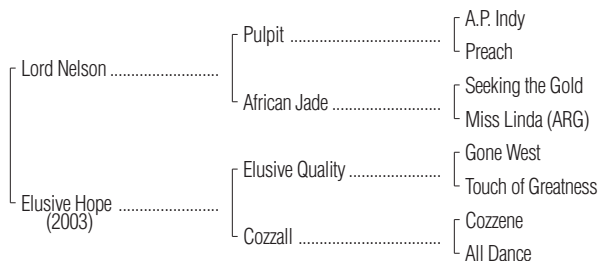 A.P. Indy
Pulpit ..............................................
Preach
Lord Nelson .................................
Seeking the Gold
African Jade .................................
Miss Linda (ARG)
Gone West
Elusive Quality ............................
Touch of Greatness
Elusive Hope ..............................
(2003)
Cozzene
Cozzall ...........................................
All Dance